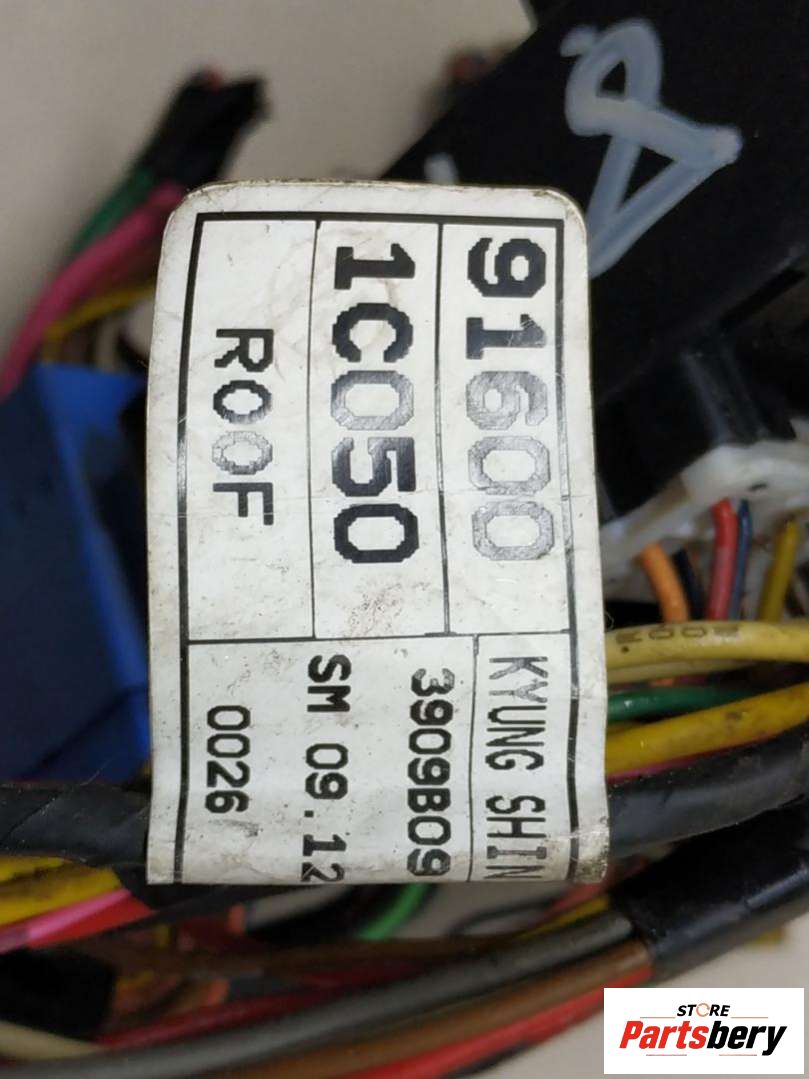 91600
1C050
ROOF
KYUNG SHIN
3909B09
SM 09.12
0026
STORE
Partsbery